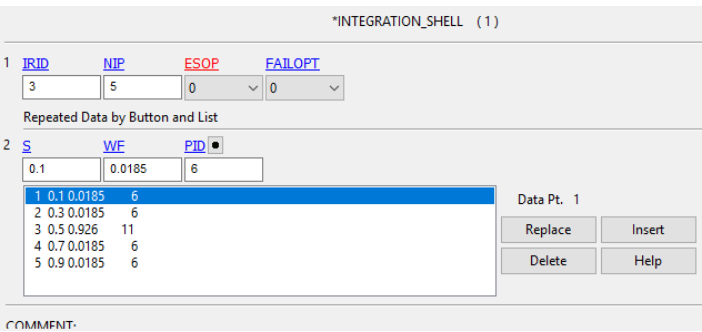 *INTEGRATION_SHELL (1)
1 IRID NIP ESOP FAILOPT
3 5 0 0
Repeated Data by Button and List
2 S WF PID
0.1 0.0185 6
1 0.1 0.0185 6
2 0.3 0.0185 6
3 0.5 0.926 11
4 0.7 0.0185 6
5 0.9 0.0185 6
Data Pt. 1
Replace Insert
Delete Help
COMMENT: